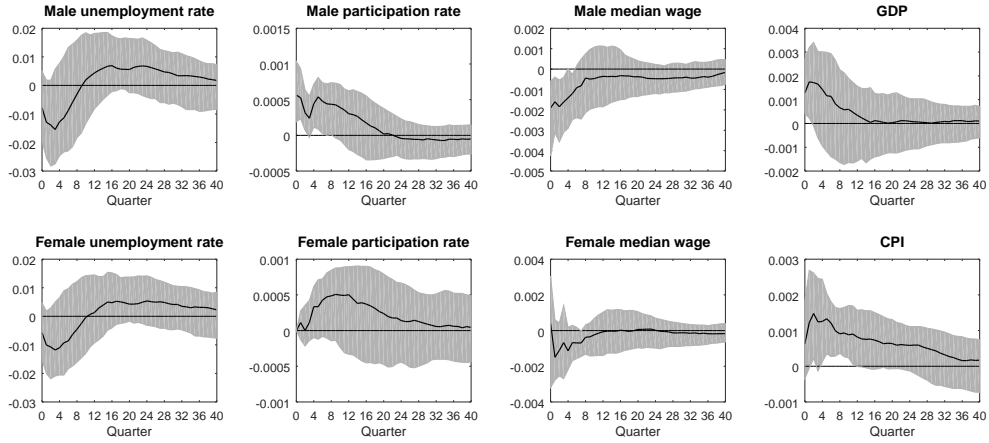 Male unemployment rate
0.02
0.01
0
-0.01
-0.02
-0.03
0 4 8 12 16 20 24 28 32 36 40
Quarter
Male participation rate
0.0015
0.001
0.0005
0
-0.0005
0 4 8 12 16 20 24 28 32 36 40
Quarter
Male median wage
0.002
0.001
0
-0.001
-0.002
-0.003
-0.004
-0.005
0 4 8 12 16 20 24 28 32 36 40
Quarter
GDP
0.004
0.003
0.002
0.001
0
-0.001
-0.002
0 4 8 12 16 20 24 28 32 36 40
Quarter
Female unemployment rate
0.02
0.01
0
-0.01
-0.02
-0.03
0 4 8 12 16 20 24 28 32 36 40
Quarter
Female participation rate
0.001
0.0005
0
-0.0005
-0.001
0 4 8 12 16 20 24 28 32 36 40
Quarter
Female median wage
0.004
0.002
0
-0.002
-0.004
0 4 8 12 16 20 24 28 32 36 40
Quarter
CPI
0.003
0.002
0.001
0
-0.001
0 4 8 12 16 20 24 28 32 36 40
Quarter